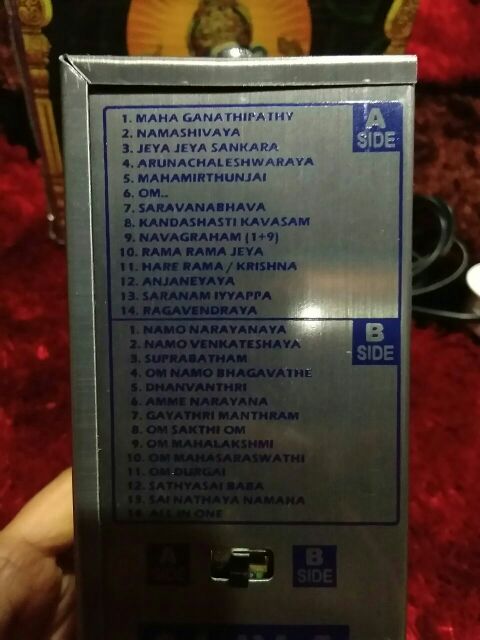 A
SIDE
1. MAHA GANATHIPATHY
2. NAMASHIVAYA
3. JEYA JEYA SANKARA
4. ARUNACHALESHWARAYA
5. MAHAMIRTHUNJAI
6. OM..
7. SARAVANABHAVA
8. KANDASHASTI KAVASAM
9. NAVAGRAHAM (1+9)
10. RAMA RAMA JEYA
11. HARE RAMA / KRISHNA
12. ANJANEYAYA
13. SARANAM IYYAPPA
14. RAGAVENDRAYA
B
SIDE
1. NAMO NARAYANAYA
2. NAMO VENKATESHAYA
3. SUPRABATHAM
4. OM NAMO BHAGAVATHE
5. DHANVANTHRI
6. AMME NARAYANA
7. GAYATHRI MANTHRAM
8. OM SAKTHI OM
9. OM MAHALAKSHMI
10. OM MAHASARASWATHI
11. OM DURGAI
12. SATHYASAI BABA
13. SAI NATHAYA NAMAHA
14. ALL IN ONE
A
SIDE
B
SIDE